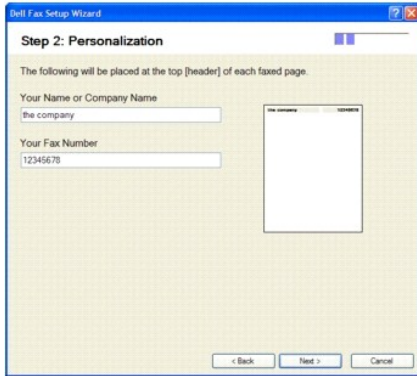 Dell Fax Setup Wizard
Step 2: Personalization
The following will be placed at the top [header] of each faxed page.
Your Name or Company Name
the company
the company 12345678
Your Fax Number
12345678
< Back Next > Cancel